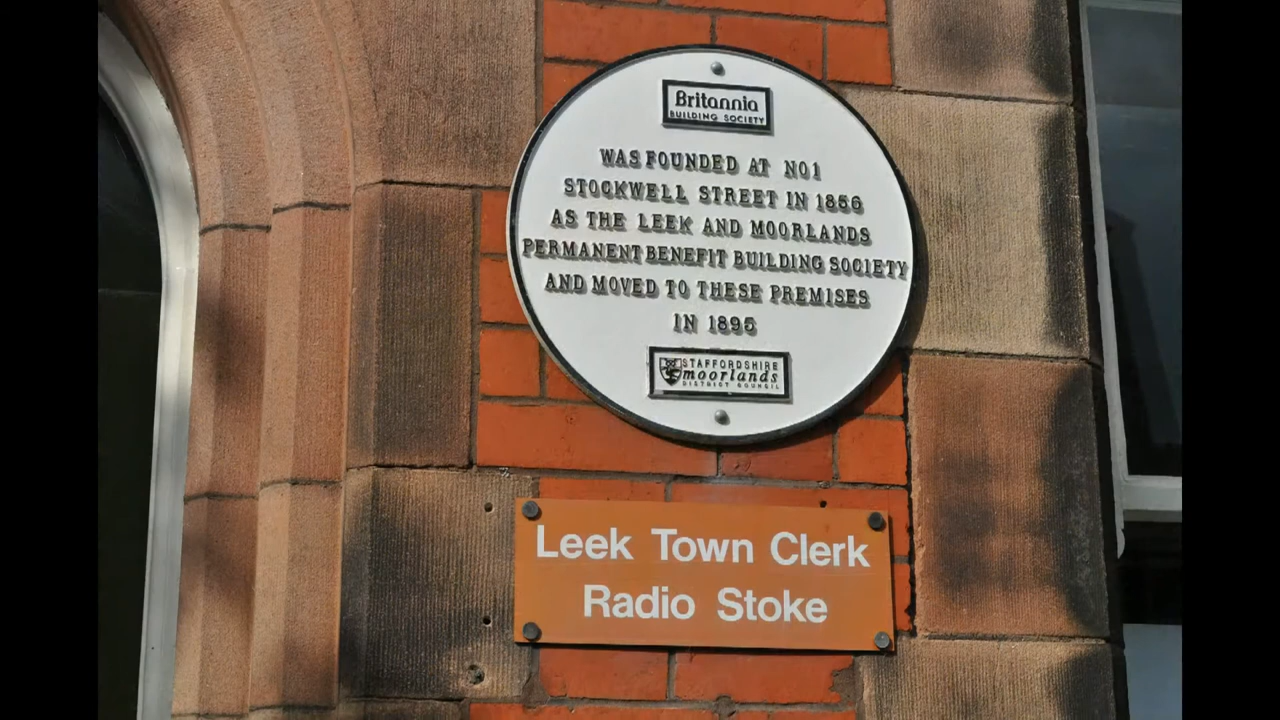 Britannia
BUILDING SOCIETY
WAS FOUNDED AT NO1
STOCKWELL STREET IN 1856
AS THE LEEK AND MOORLANDS
PERMANENT BENEFIT BUILDING SOCIETY
AND MOVED TO THESE PREMISES
IN 1895
STAFFORDSHIRE
moorlands
DISTRICT COUNCIL
Leek Town Clerk
Radio Stoke